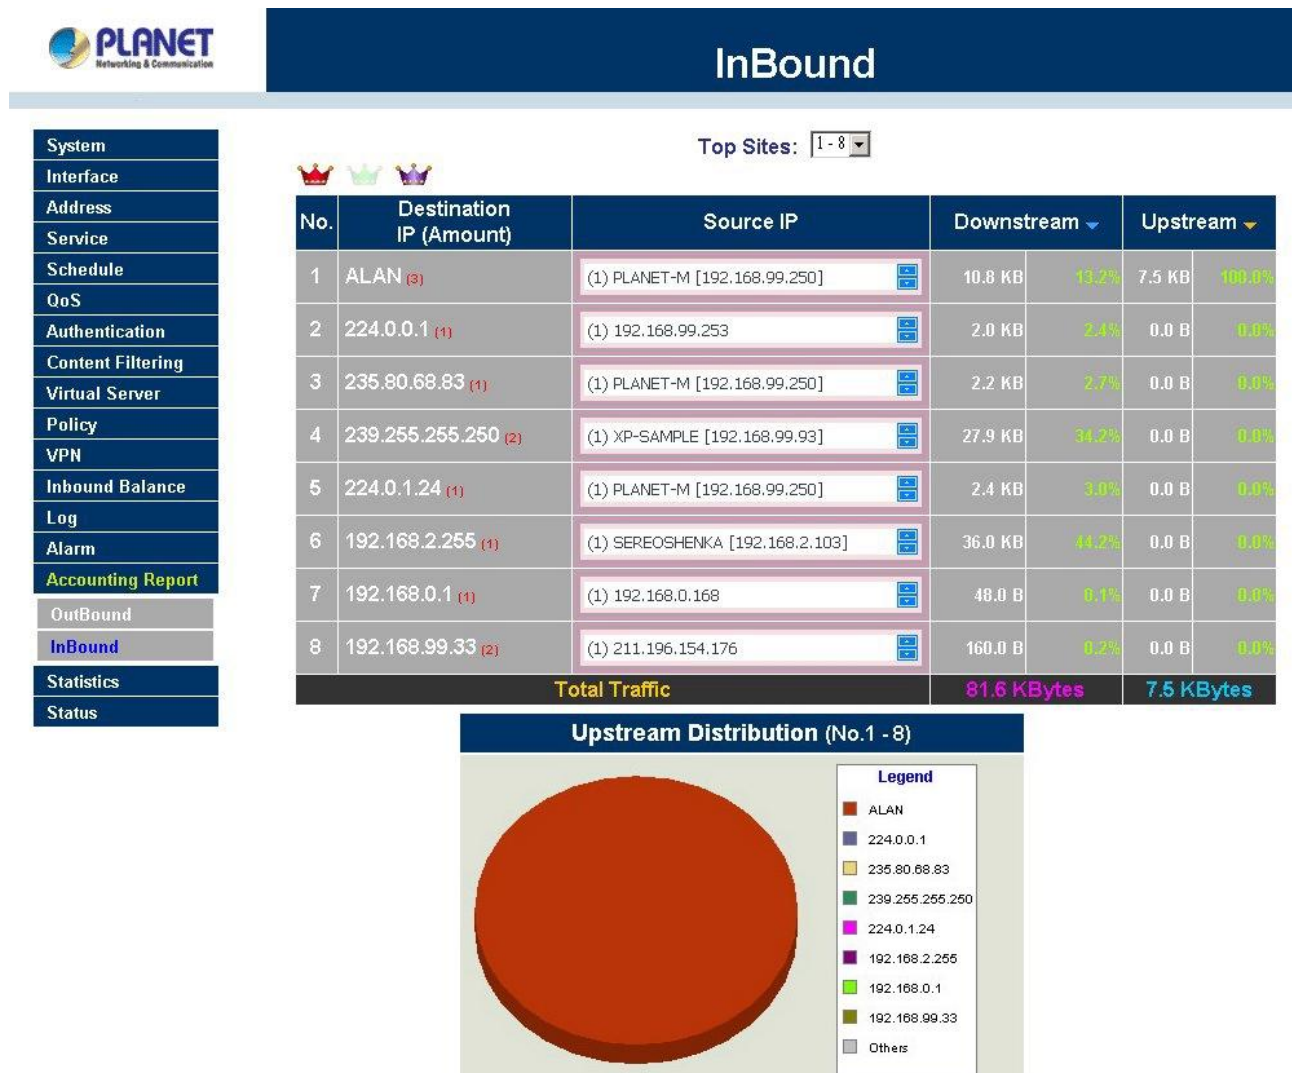 PLANET
Networking & Communication
InBound
System
Interface
Address
Service
Schedule
QoS
Authentication
Content Filtering
Virtual Server
Policy
VPN
Inbound Balance
Log
Alarm
Accounting Report
OutBound
InBound
Statistics
Status
Top Sites: 1 - 8
No. Destination IP (Amount) Source IP Downstream Upstream
1 ALAN (3) (1) PLANET-M [192.168.99.250] 10.8 KB 13.2% 7.5 KB 100.0%
2 224.0.0.1 (1) (1) 192.168.99.253 2.0 KB 2.4% 0.0 B 0.0%
3 235.80.68.83 (1) (1) PLANET-M [192.168.99.250] 2.2 KB 2.7% 0.0 B 0.0%
4 239.255.255.250 (2) (1) XP-SAMPLE [192.168.99.93] 27.9 KB 34.2% 0.0 B 0.0%
5 224.0.1.24 (1) (1) PLANET-M [192.168.99.250] 2.4 KB 3.0% 0.0 B 0.0%
6 192.168.2.255 (1) (1) SEREOSHENKA [192.168.2.103] 36.0 KB 44.2% 0.0 B 0.0%
7 192.168.0.1 (1) (1) 192.168.0.168 48.0 B 0.1% 0.0 B 0.0%
8 192.168.99.33 (2) (1) 211.196.154.176 160.0 B 0.2% 0.0 B 0.0%
Total Traffic 81.6 KBytes 7.5 KBytes
Upstream Distribution (No.1 - 8)
Legend
ALAN
224.0.0.1
235.80.68.83
239.255.255.250
224.0.1.24
192.168.2.255
192.168.0.1
192.168.99.33
Others